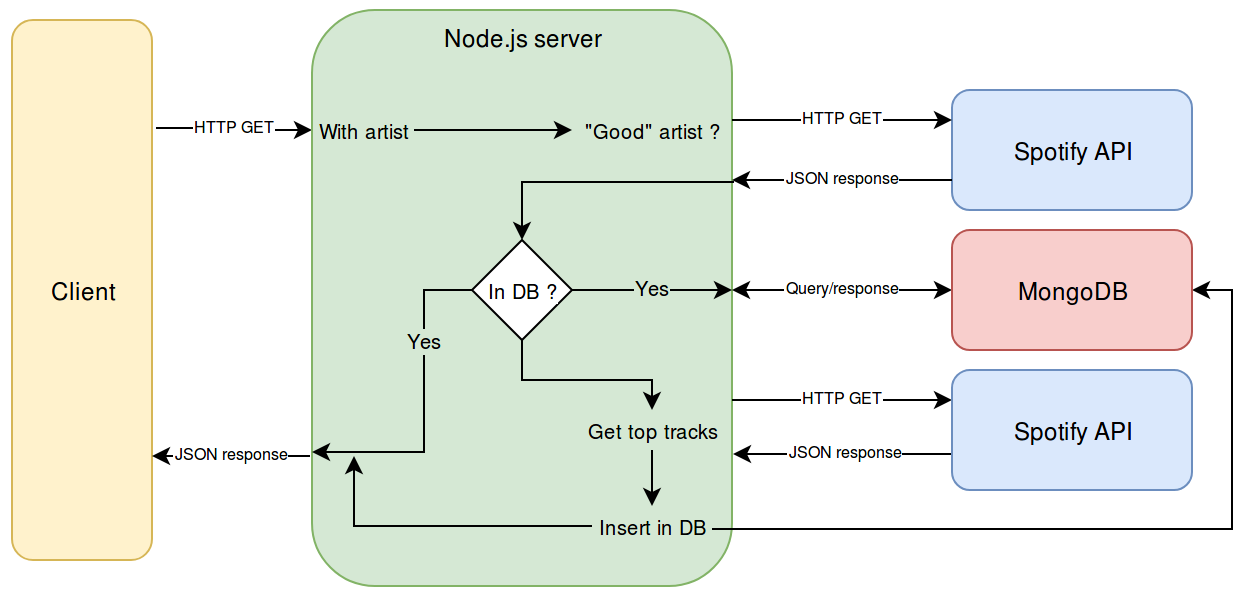 Node.js server
HTTP GET
With artist
"Good" artist ?
HTTP GET
Spotify API
JSON response
Client
In DB ?
Yes
Query/response
MongoDB
Yes
HTTP GET
Get top tracks
Spotify API
JSON response
JSON response
Insert in DB